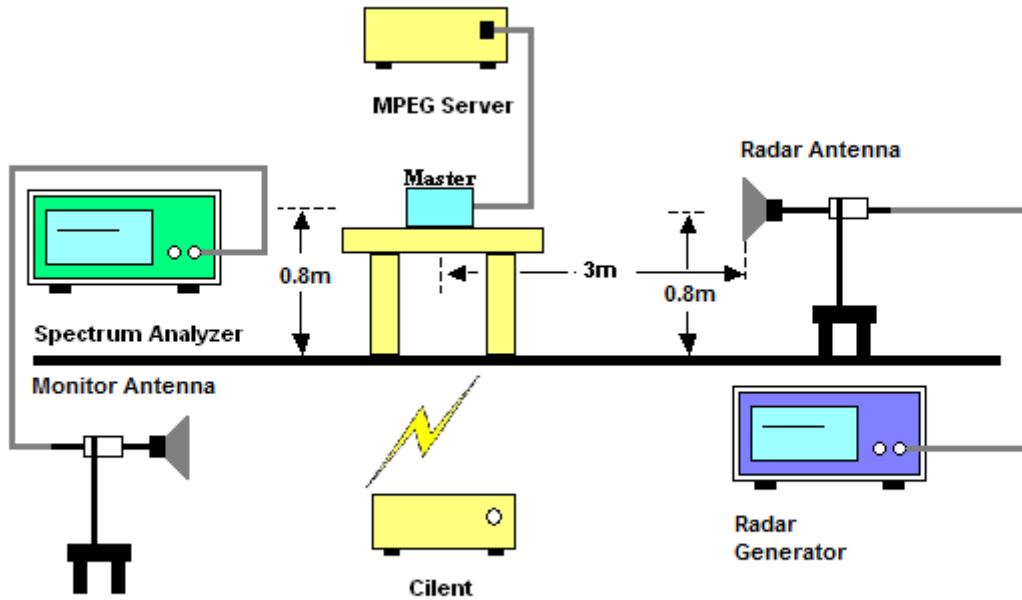 MPEG Server
Radar Antenna
Master
0.8m
3m
0.8m
Spectrum Analyzer
Monitor Antenna
Radar
Generator
Cilent